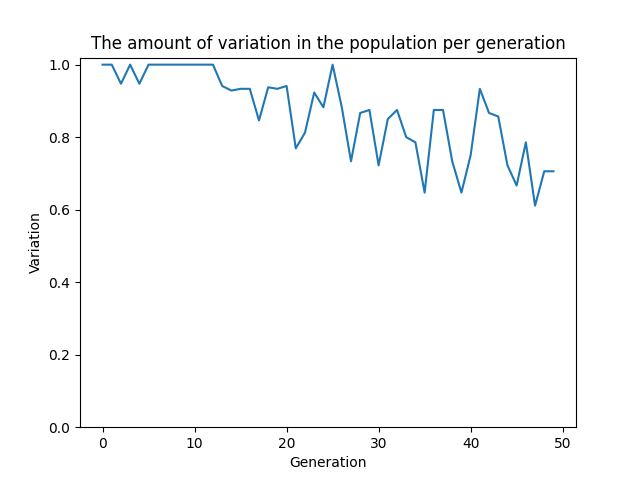 The amount of variation in the population per generation
1.0
0.8
0.6
0.4
0.2
0.0
Variation
0 10 20 30 40 50
Generation